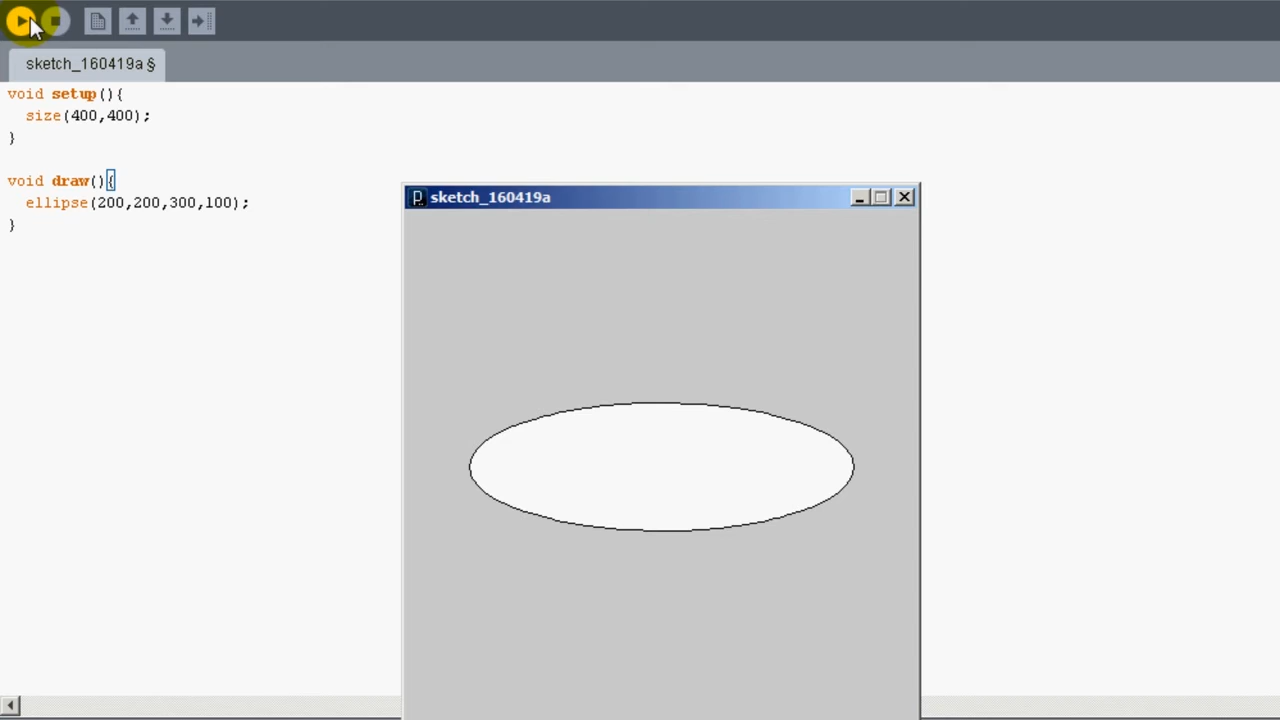 sketch_160419a §
void setup(){
  size(400,400);
}
void draw(){
  ellipse(200,200,300,100);
}
sketch_160419a